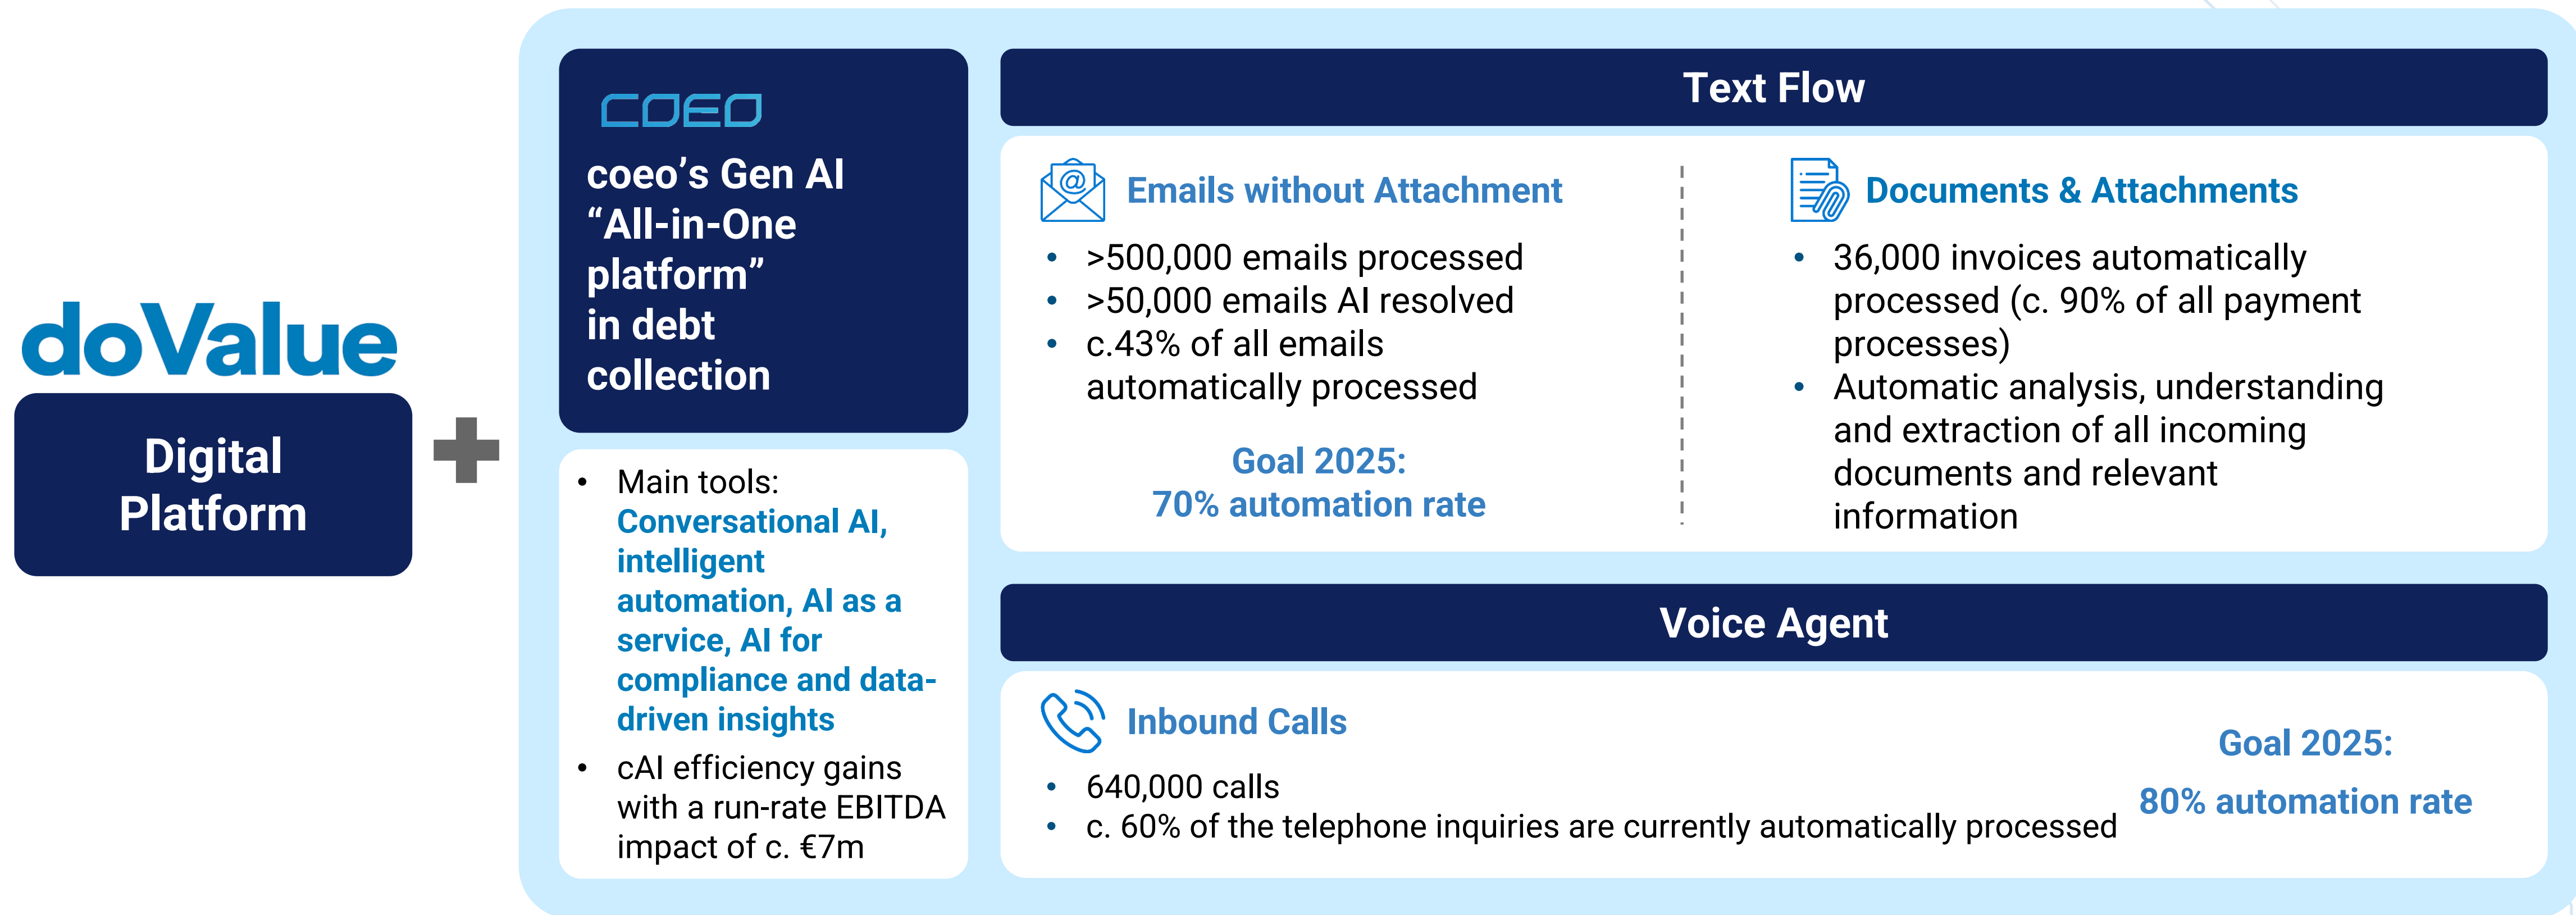 doValue
Digital
Platform
COEO
coeo’s Gen AI
“All-in-One
platform”
in debt
collection
• Main tools:
Conversational AI,
intelligent
automation, AI as a
service, AI for
compliance and data-
driven insights
• cAI efficiency gains
with a run-rate EBITDA
impact of c. €7m
Text Flow
@
Emails without Attachment
• >500,000 emails processed
• >50,000 emails AI resolved
• c.43% of all emails
automatically processed
Goal 2025:
70% automation rate
Documents & Attachments
• 36,000 invoices automatically
processed (c. 90% of all payment
processes)
• Automatic analysis, understanding
and extraction of all incoming
documents and relevant
information
Voice Agent
Inbound Calls
• 640,000 calls
• c. 60% of the telephone inquiries are currently automatically processed
Goal 2025:
80% automation rate